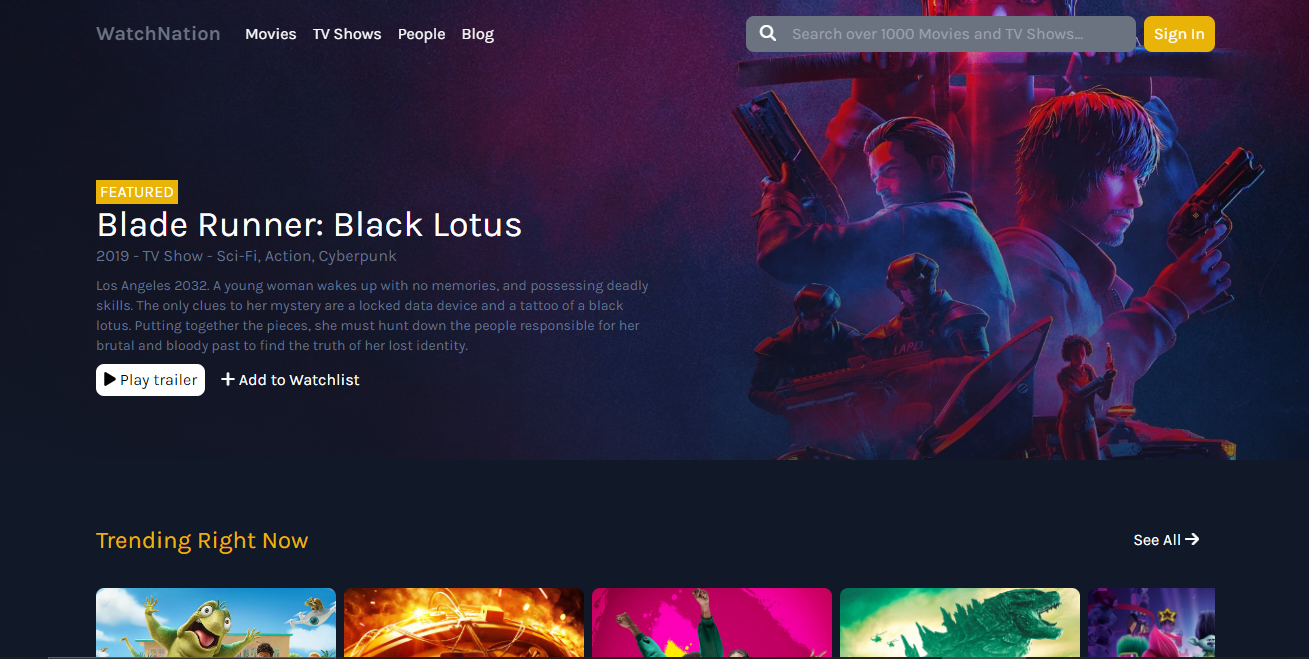 WatchNation Movies TV Shows People Blog Search over 1000 Movies and TV Shows... Sign In
FEATURED
Blade Runner: Black Lotus
2019 - TV Show - Sci-Fi, Action, Cyberpunk
Los Angeles 2032. A young woman wakes up with no memories, and possessing deadly
skills. The only clues to her mystery are a locked data device and a tattoo of a black
lotus. Putting together the pieces, she must hunt down the people responsible for her
brutal and bloody past to find the truth of her lost identity.
Play trailer Add to Watchlist
LAPD
Trending Right Now See All